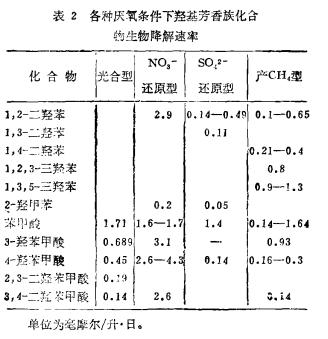 表 2 各种厌氧条件下羟基芳香族化合
物生物降解速率
化合物 光合型 NO₃⁻还原型 SO₄²⁻还原型 产CH₄型
1,2-二羟苯 2.9 0.14—0.49 0.1—0.65
1,3-二羟苯 0.11
1,4-二羟苯 0.21—0.4
1,2,3-三羟苯 0.8
1,3,5-三羟苯 0.9—1.3
2-羟甲苯 0.2 0.05
苯甲酸 1.71 1.6—1.7 1.4 0.14—1.64
3-羟苯甲酸 0.689 3.1 — 0.93
4-羟苯甲酸 0.45 2.6—4.3 0.14 0.16—0.3
2,3-二羟苯甲酸 0.19
3,4-二羟苯甲酸 0.14 2.6 0.14
单位为毫摩尔/升·日。